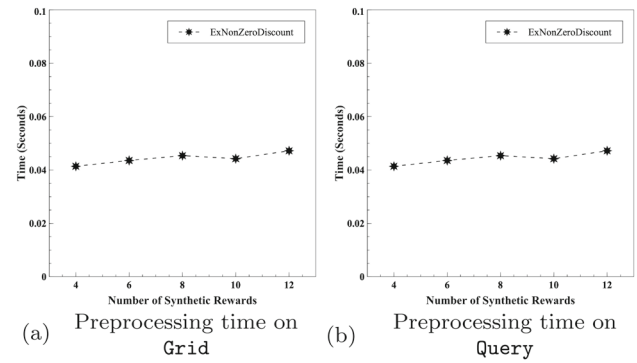 0.1
0.08
0.06
0.04
0.02
0
Time (Seconds)
ExNonZeroDiscount
4 6 8 10 12
Number of Synthetic Rewards
(a) Preprocessing time on
Grid
0.1
0.08
0.06
0.04
0.02
0
Time (Seconds)
ExNonZeroDiscount
4 6 8 10 12
Number of Synthetic Rewards
(b) Preprocessing time on
Query